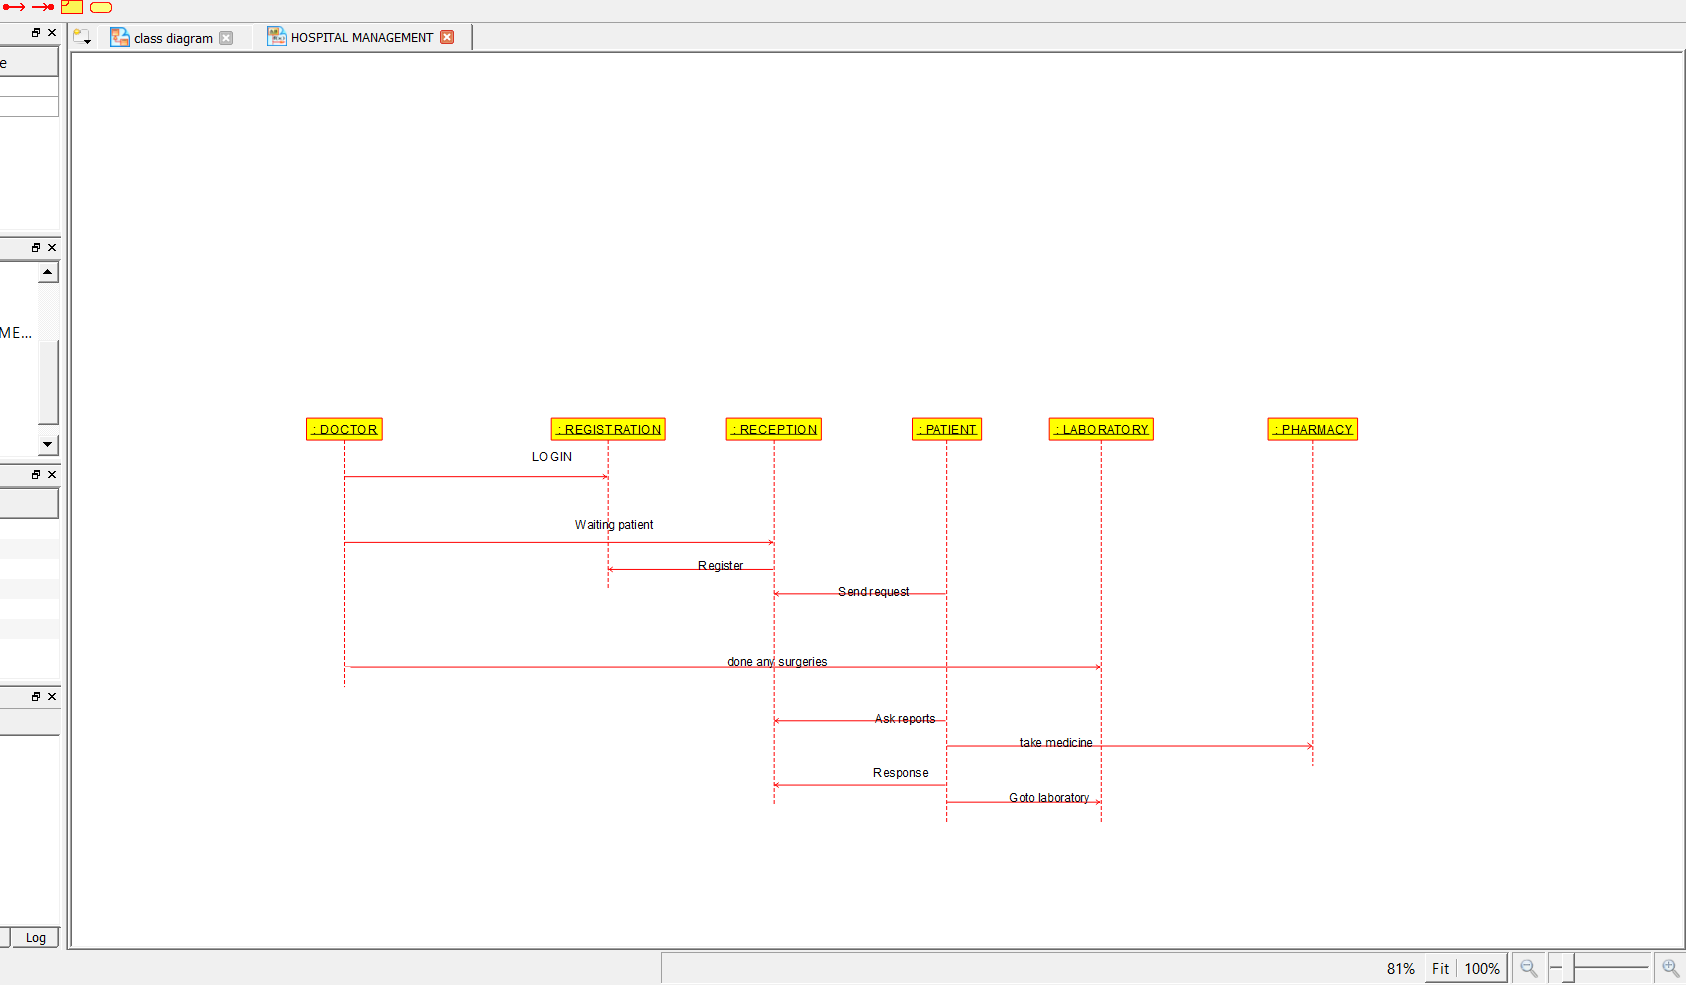 class diagram
HOSPITAL MANAGEMENT
e
ME...
: DOCTOR
: REGISTRATION
: RECEPTION
: PATIENT
: LABORATORY
: PHARMACY
LOGIN
Waiting patient
Register
Send request
done any surgeries
Ask reports
take medicine
Response
Goto laboratory
Log
81%
Fit
100%